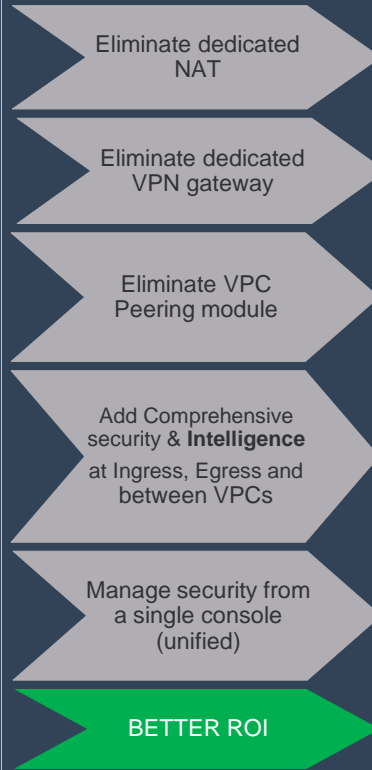 Eliminate dedicated
NAT
Eliminate dedicated
VPN gateway
Eliminate VPC
Peering module
Add Comprehensive
security & Intelligence
at Ingress, Egress and
between VPCs
Manage security from
a single console
(unified)
BETTER ROI